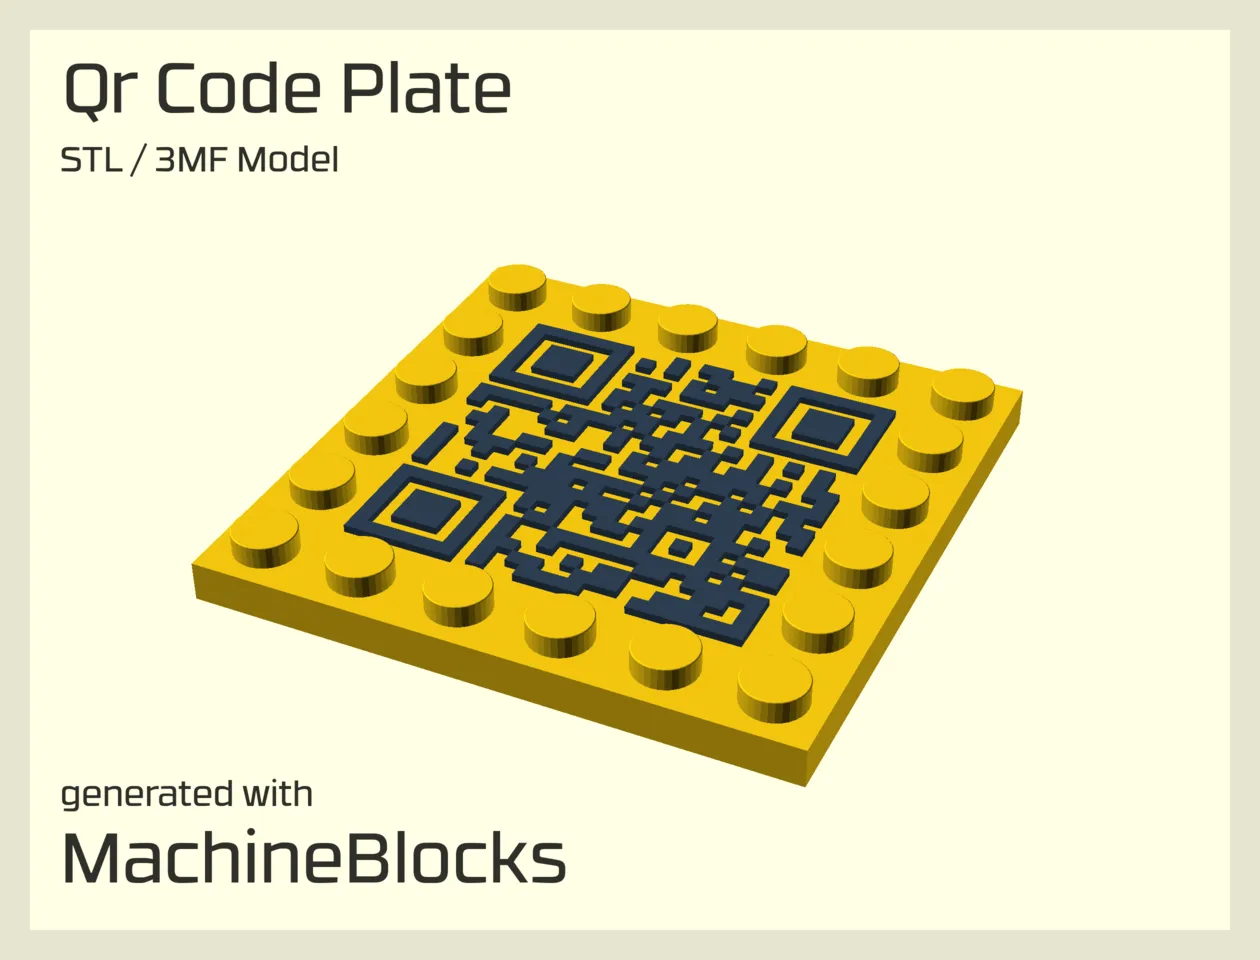 Qr Code Plate
STL / 3MF Model
generated with
MachineBlocks